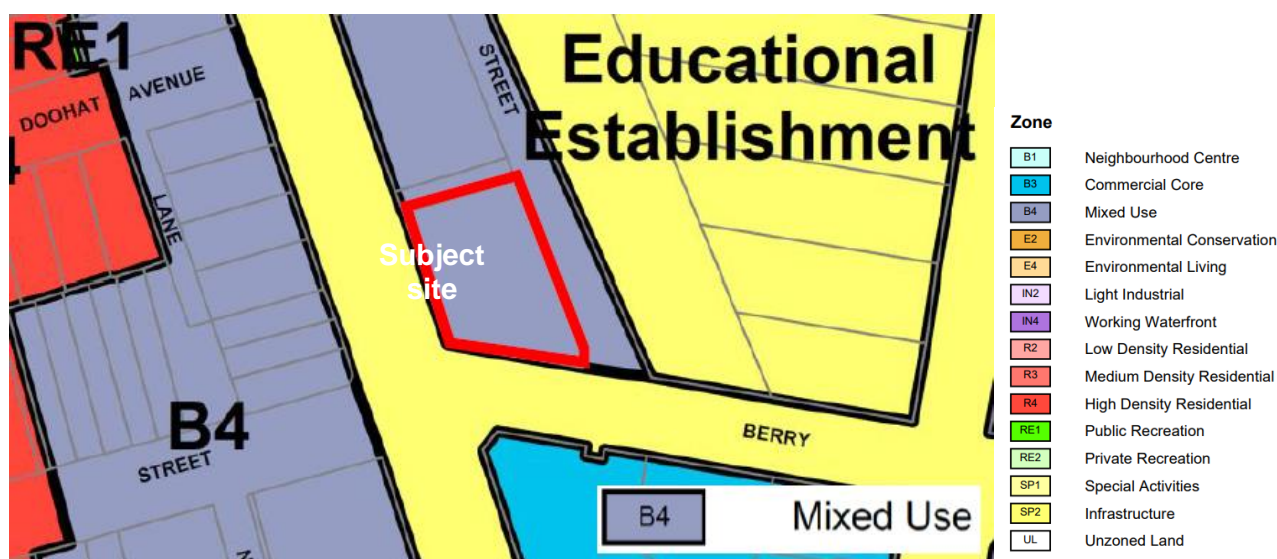 RE1
DOOHAT AVENUE
4
LANE
STREET
Educational
Establishment
Subject
site
B4
STREET
BERRY
B4 Mixed Use
Zone
B1 Neighbourhood Centre
B3 Commercial Core
B4 Mixed Use
E2 Environmental Conservation
E4 Environmental Living
IN2 Light Industrial
IN4 Working Waterfront
R2 Low Density Residential
R3 Medium Density Residential
R4 High Density Residential
RE1 Public Recreation
RE2 Private Recreation
SP1 Special Activities
SP2 Infrastructure
UL Unzoned Land